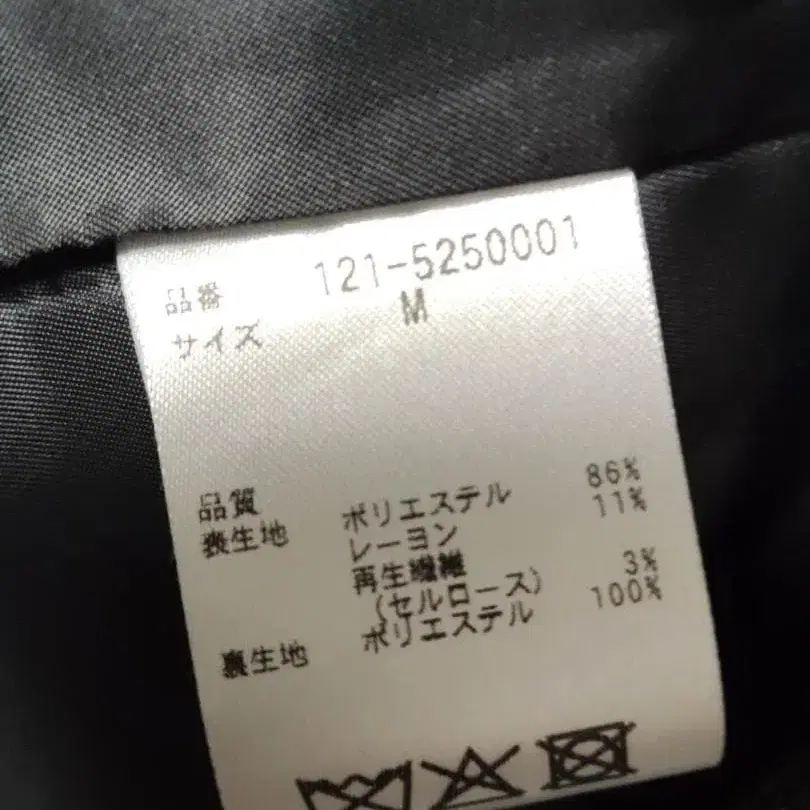 品番 121-5250001
サイズ M
品質
表生地 ポリエステル 86%
レーヨン 11%
再生繊維
(セルロース) 3%
裏生地 ポリエステル 100%